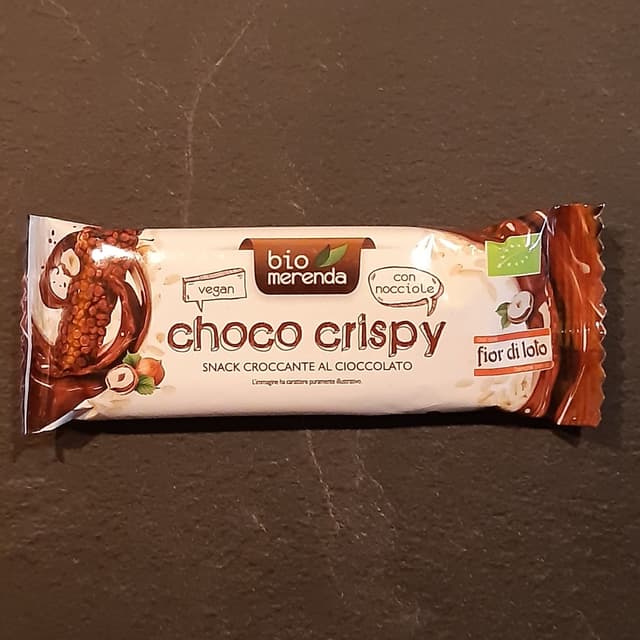 bio
merenda
vegan
con
nocciole
choco crispy
SNACK CROCCANTE AL CIOCCOLATO
L'immagine ha carattere puramente illustrativo.
fior di loto